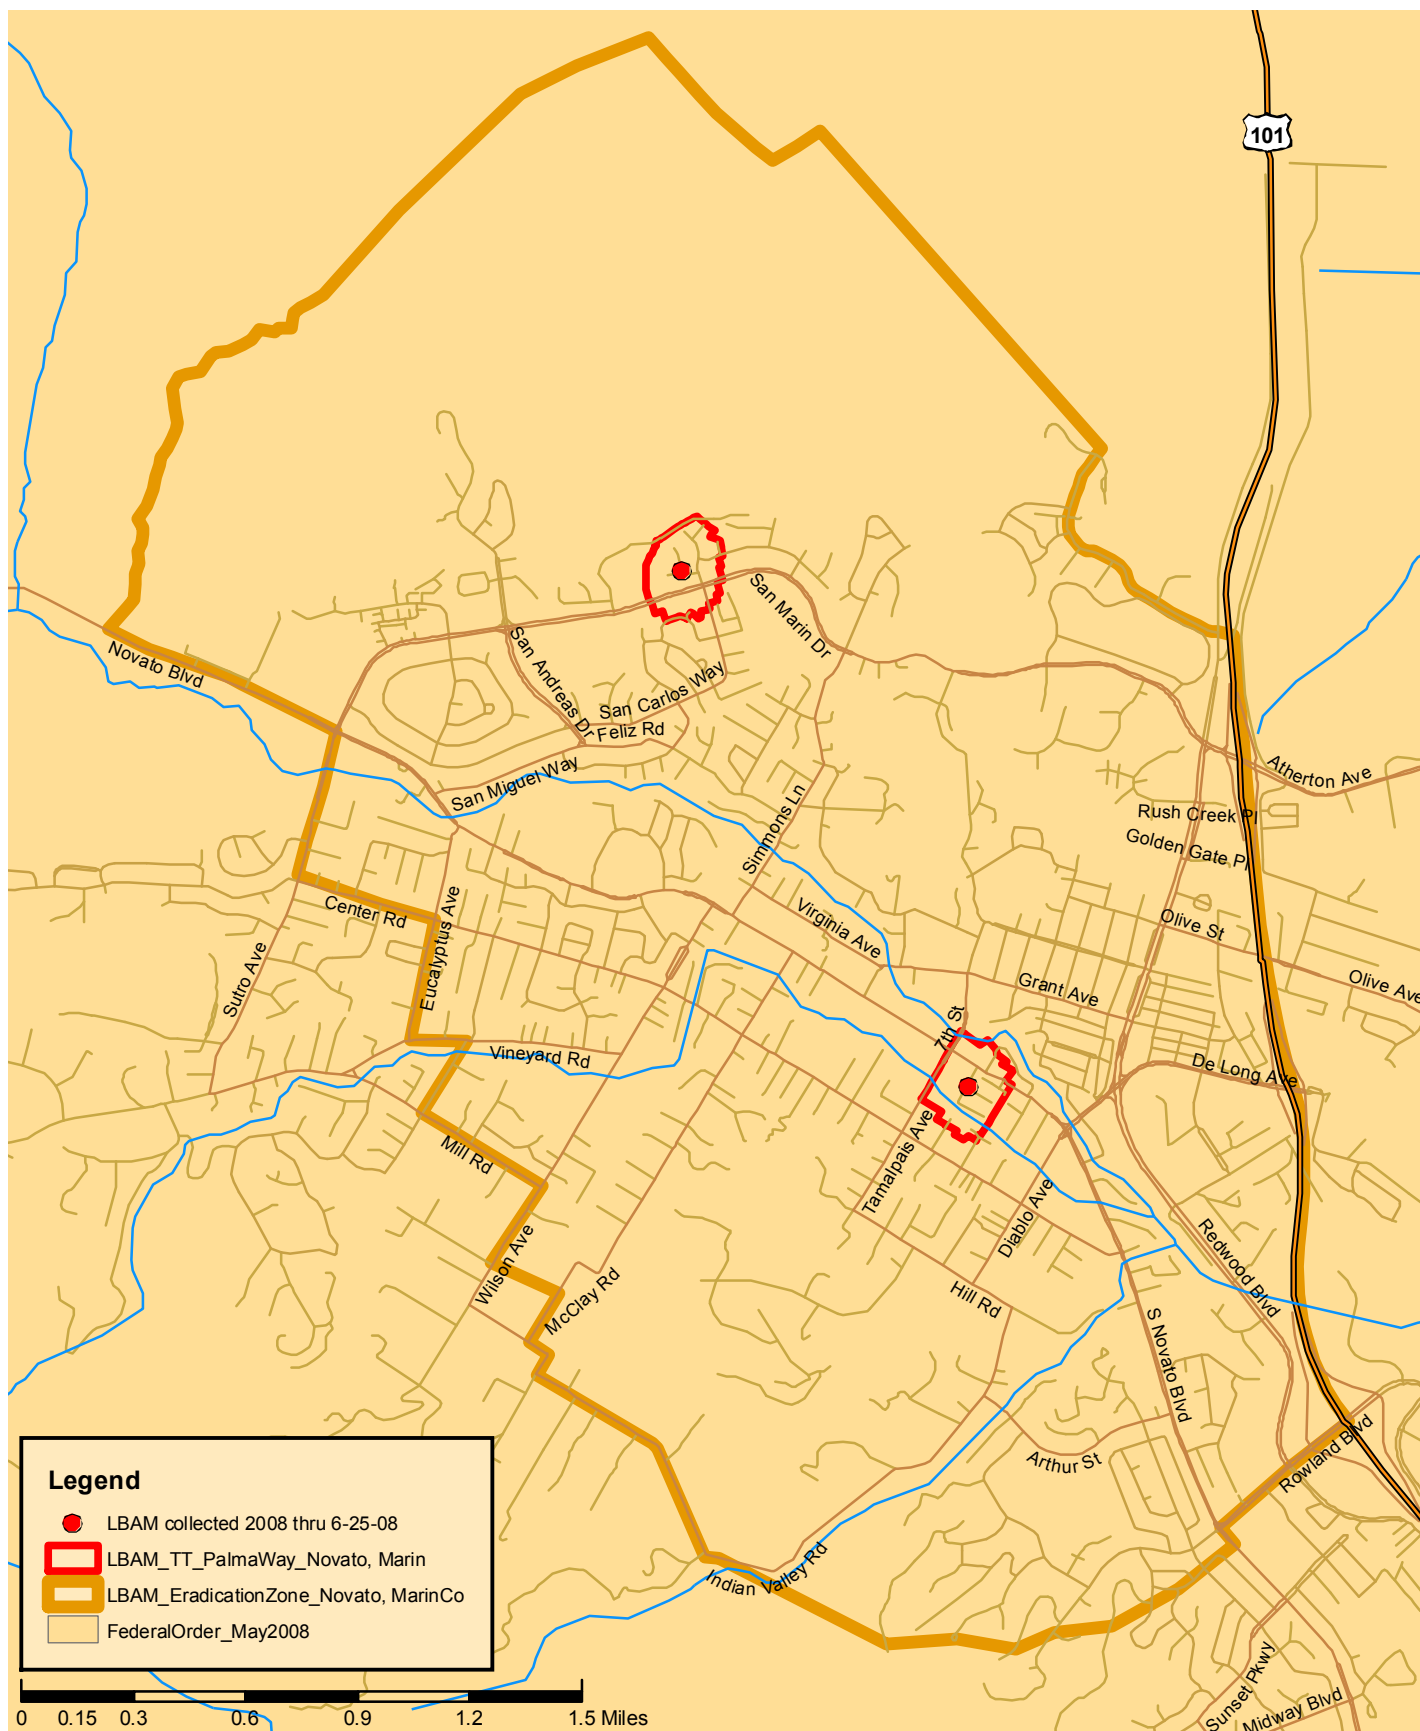 101
Novato Blvd
San Andreas Dr
San Marin Dr
San Carlos Way
Feliz Rd
San Miguel Way
Atherton Ave
Rush Creek Pl
Golden Gate Pl
Simmons Ln
Center Rd
Eucalyptus Ave
Virginia Ave
Olive St
Olive Ave
Sutro Ave
Grant Ave
7th St
Vineyard Rd
De Long Ave
Mill Rd
Tamalpais Ave
Diablo Ave
Wilson Ave
McClay Rd
Hill Rd
Redwood Blvd
S Novato Blvd
Arthur St
Rowland Blvd
Indian Valley Rd
Sunset Pkwy
Midway Blvd
Legend
LBAM collected 2008 thru 6-25-08
LBAM_TT_PalmaWay_Novato, Marin
LBAM_EradicationZone_Novato, MarinCo
FederalOrder_May2008
0 0.15 0.3 0.6 0.9 1.2 1.5 Miles